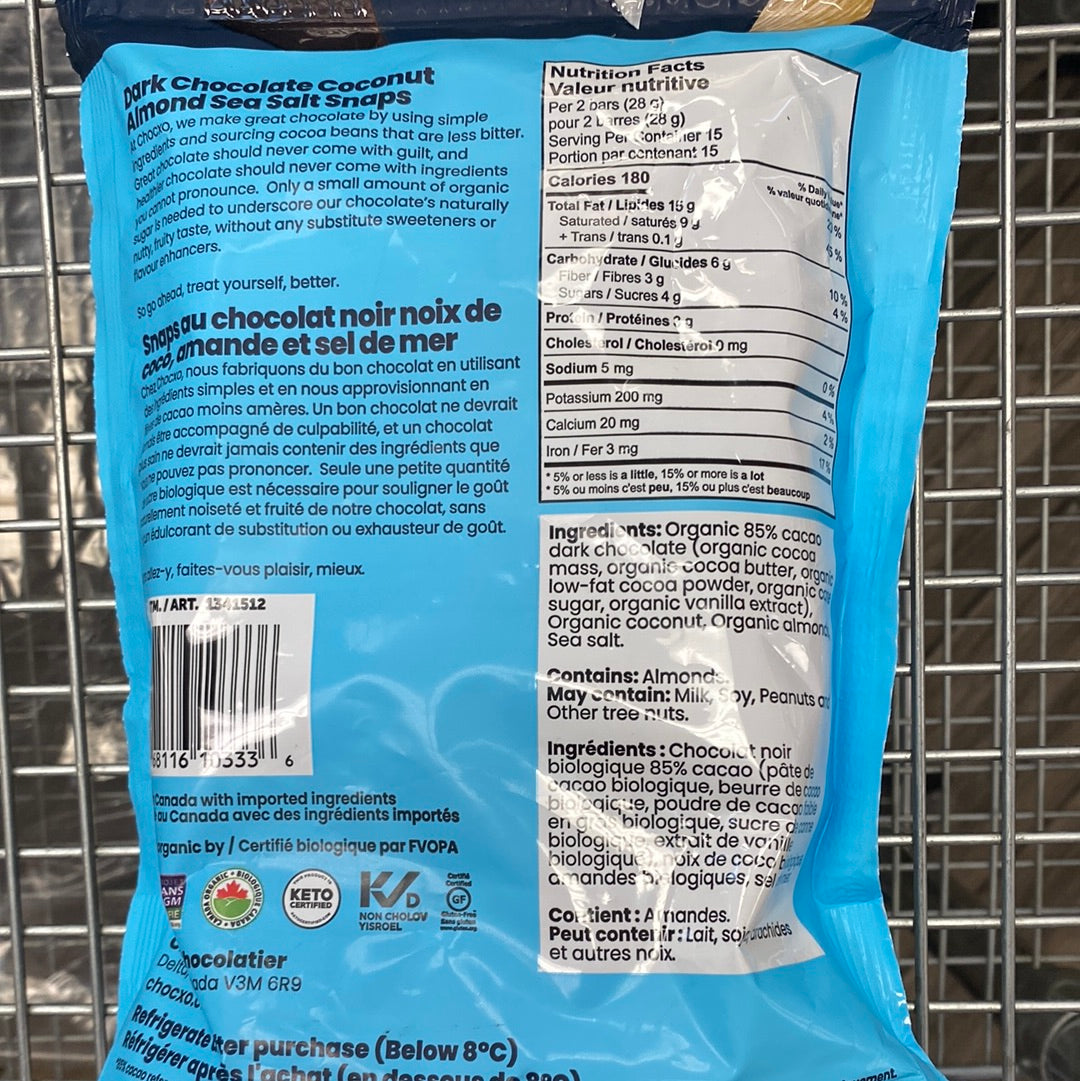 Dark Chocolate Coconut
Almond Sea Salt Snaps
At Chocxo, we make great chocolate by using simple
ingredients and sourcing cocoa beans that are less bitter.
Great chocolate should never come with guilt, and
healthier chocolate should never come with ingredients
you cannot pronounce. Only a small amount of organic
sugar is needed to underscore our chocolate's naturally
nutty, fruity taste, without any substitute sweeteners or
flavour enhancers.
So go ahead, treat yourself, better.
Snaps au chocolat noir noix de
coco, amande et sel de mer
Chez Chocxo, nous fabriquons du bon chocolat en utilisant
des ingrédients simples et en nous approvisionnant en
de cacao moins amères. Un bon chocolat ne devrait
être accompagné de culpabilité, et un chocolat
sain ne devrait jamais contenir des ingrédients que
ne pouvez pas prononcer. Seule une petite quantité
biologique est nécessaire pour souligner le goût
noiseté et fruité de notre chocolat, sans
édulcorant de substitution ou exhausteur de goût.
faites-vous plaisir, mieux.
/ART. 1341512
6
Canada with imported ingredients
au Canada avec des ingrédients importés
by / Certifié biologique par FVOPA
CANADA ORGANIC • BIOLOGIQUE CANADA
KETO
CERTIFIED
K D
NON CHOLOV
YISROEL
Certifié
Certified
GF
Gluten-Free
Sans gluten
Delta, V3M 6R9
Refrigerate purchase (Below 8°C)
Réfrigérer après l'achat (en dessous de 8°C)
Nutrition Facts
Valeur nutritive
Per 2 bars (28 g)
pour 2 barres (28 g)
Serving Per Container 15
Portion par contenant 15
Calories 180
% Daily
% valeur
Total Fat / Lipides 15 g
Saturated / saturés 9 g
+ Trans / trans 0.1 g
Carbohydrate / Glucides 6 g
Fiber / Fibres 3 g 10 %
Sugars / Sucres 4 g 4 %
Protein / Protéines g
Cholesterol / Cholestérol 0 mg
Sodium 5 mg 0 %
Potassium 200 mg 4 %
Calcium 20 mg 2 %
Iron / Fer 3 mg 17 %
* 5% or less is a little, 15% or more is a lot
* 5% ou moins c'est peu, 15% ou plus c'est beaucoup
Ingredients: Organic 85% cacao
dark chocolate (organic cocoa
mass, organic cocoa butter, organic
low-fat cocoa powder, organic cane
sugar, organic vanilla extract),
Organic coconut, Organic almond,
Sea salt.
Contains: Almonds.
May contain: Milk, Soy, Peanuts and
Other tree nuts.
Ingrédients : Chocolat noir
biologique 85% cacao (pâte de
cacao biologique, beurre de cacao
biologique, poudre de cacao faible
en gras biologique, sucre de canne
biologique, extrait de vanille
biologique), noix de coco
amandes biologiques, sel
Contient : Amandes.
Peut contenir : Lait, soja, arachides
et autres noix.